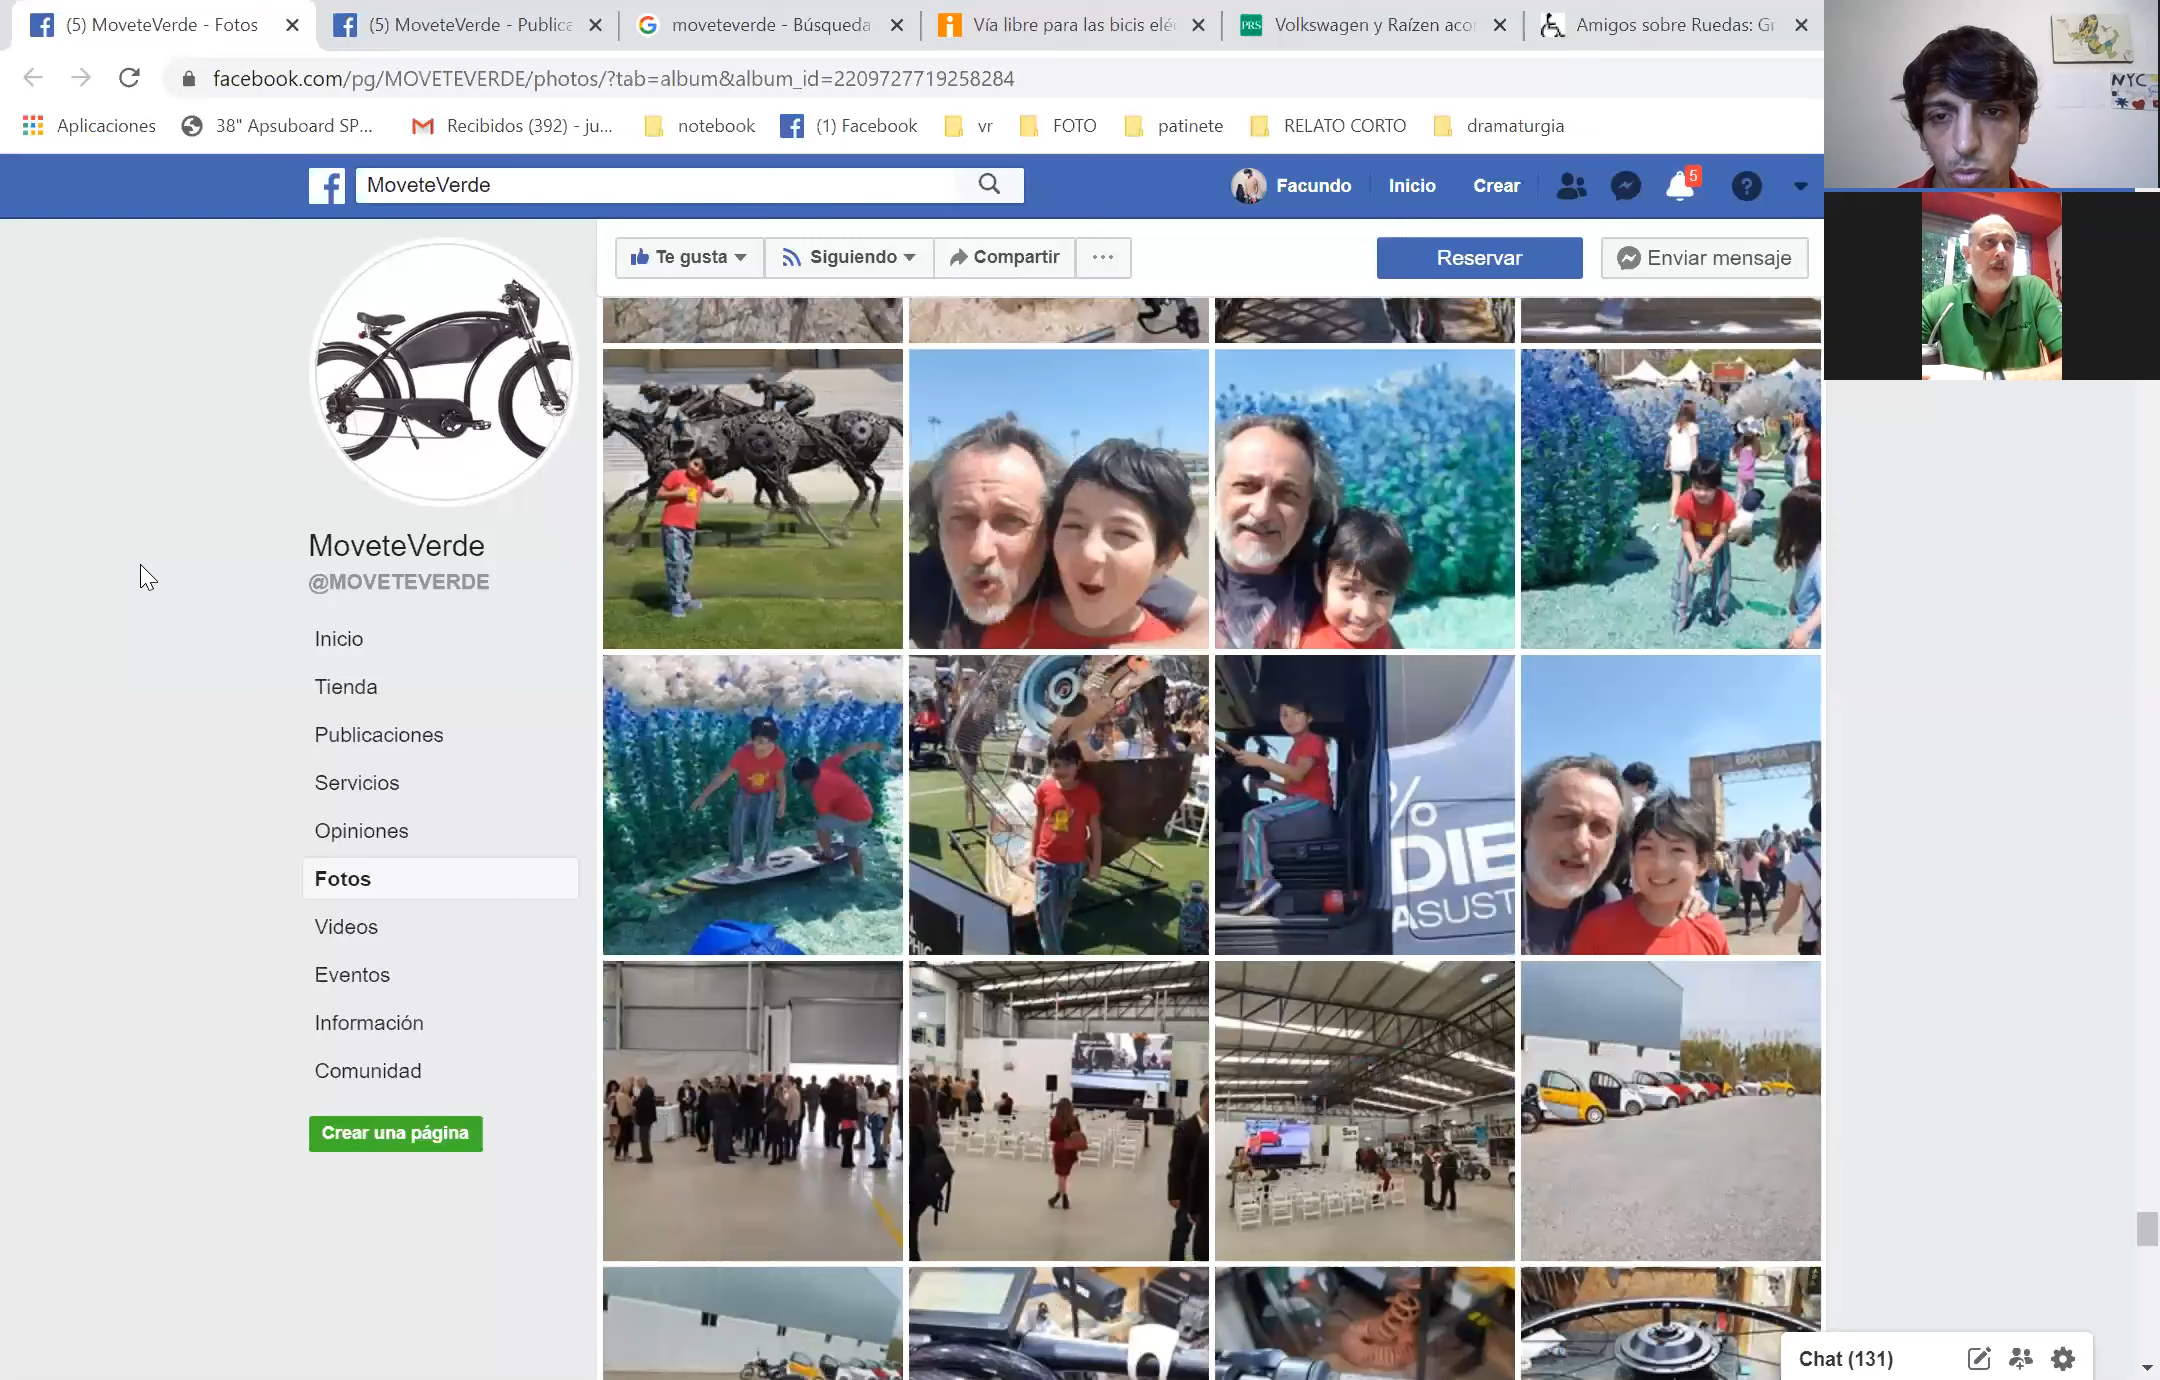 (5) MoveteVerde - Fotos
(5) MoveteVerde - Publica
moveteverde - Búsqueda
Vía libre para las bicis elé
PRS
Volkswagen y Raízen aco
Amigos sobre Ruedas: Gr
facebook.com/pg/MOVETEVERDE/photos/?tab=album&album_id=2209727719258284
Aplicaciones
38" Apsuboard SP...
Recibidos (392) - ju...
notebook
(1) Facebook
vr
FOTO
patinete
RELATO CORTO
dramaturgia
NYC
MoveteVerde
Facundo
Inicio
Crear
5
Te gusta
Siguiendo
Compartir
Reservar
Enviar mensaje
MoveteVerde
@MOVETEVERDE
Inicio
Tienda
Publicaciones
Servicios
Opiniones
Fotos
Videos
Eventos
Información
Comunidad
Crear una página
%
DIE
ASUST
Chat (131)